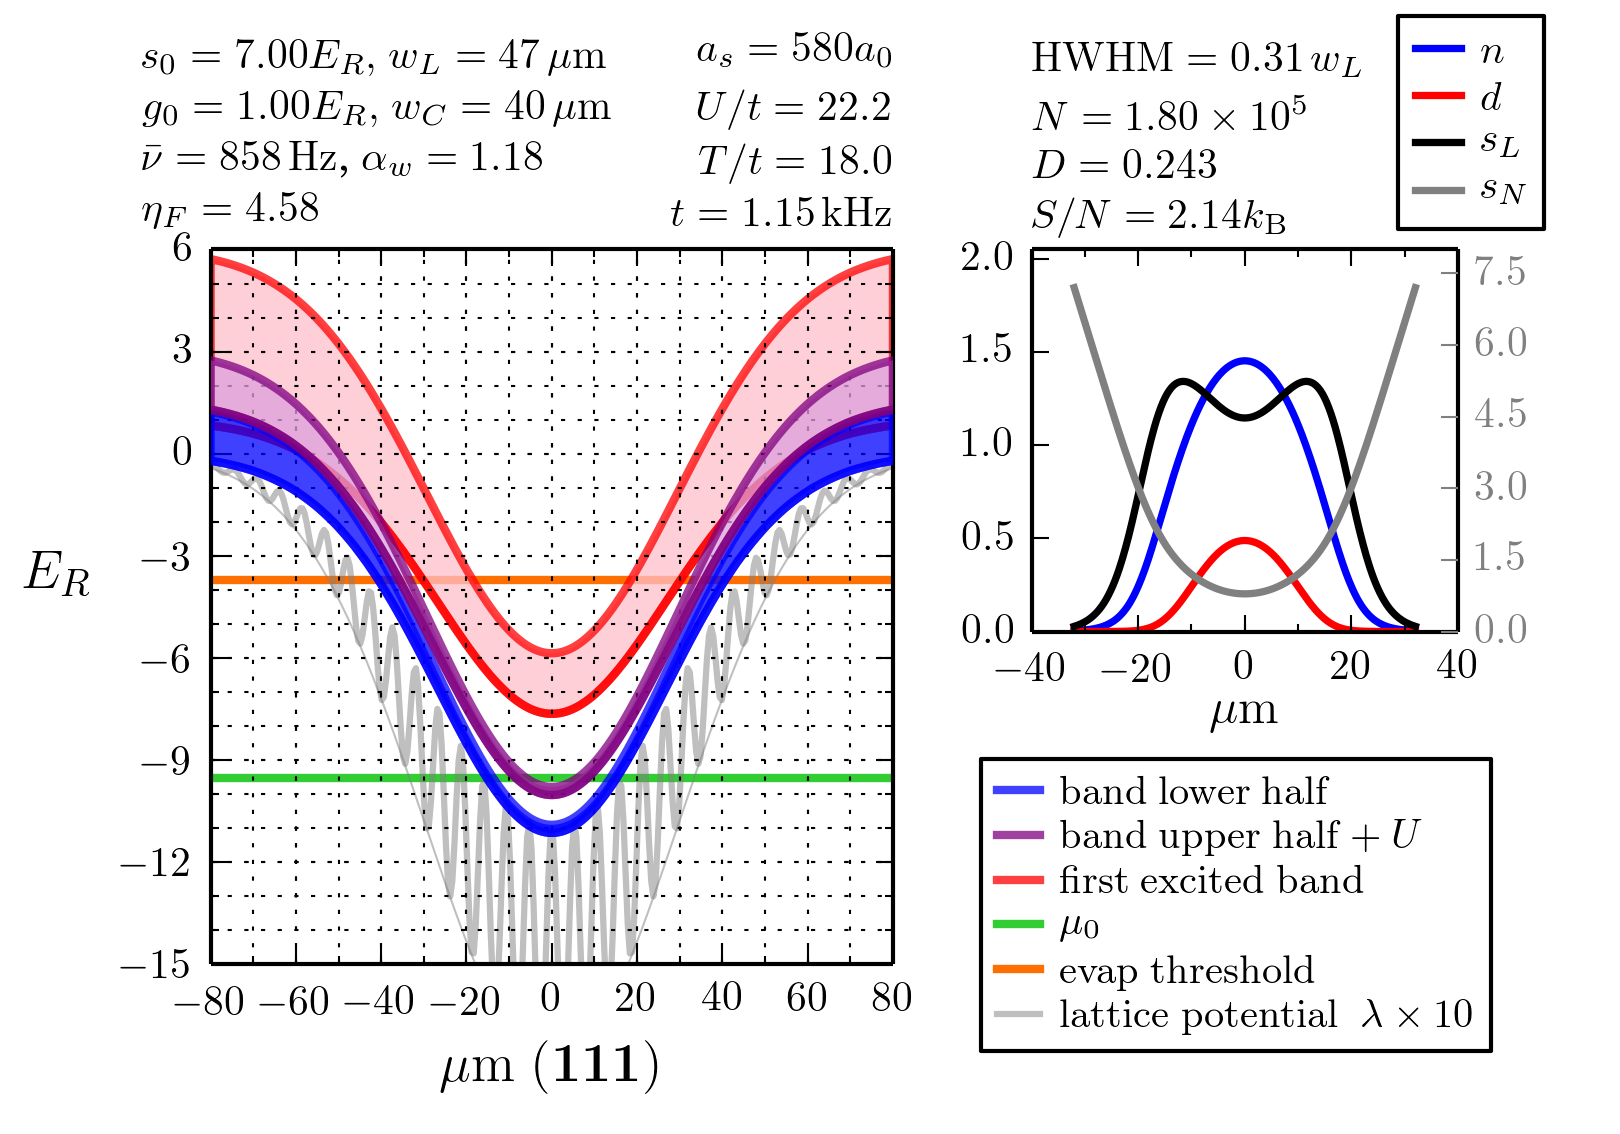 s₀ = 7.00E_R, w_L = 47 μm
g₀ = 1.00E_R, w_C = 40 μm
ν̄ = 858 Hz, α_w = 1.18
η_F = 4.58
a_s = 580a₀
U/t = 22.2
T/t = 18.0
t = 1.15 kHz
HWHM = 0.31 w_L
N = 1.80 × 10⁵
D = 0.243
S/N = 2.14k_B
n
d
s_L
s_N
6
3
0
−3
−6
−9
−12
−15
E_R
−80 −60 −40 −20 0 20 40 60 80
μm (111)
2.0
1.5
1.0
0.5
0.0
7.5
6.0
4.5
3.0
1.5
0.0
−40 −20 0 20 40
μm
band lower half
band upper half + U
first excited band
μ₀
evap threshold
lattice potential λ × 10